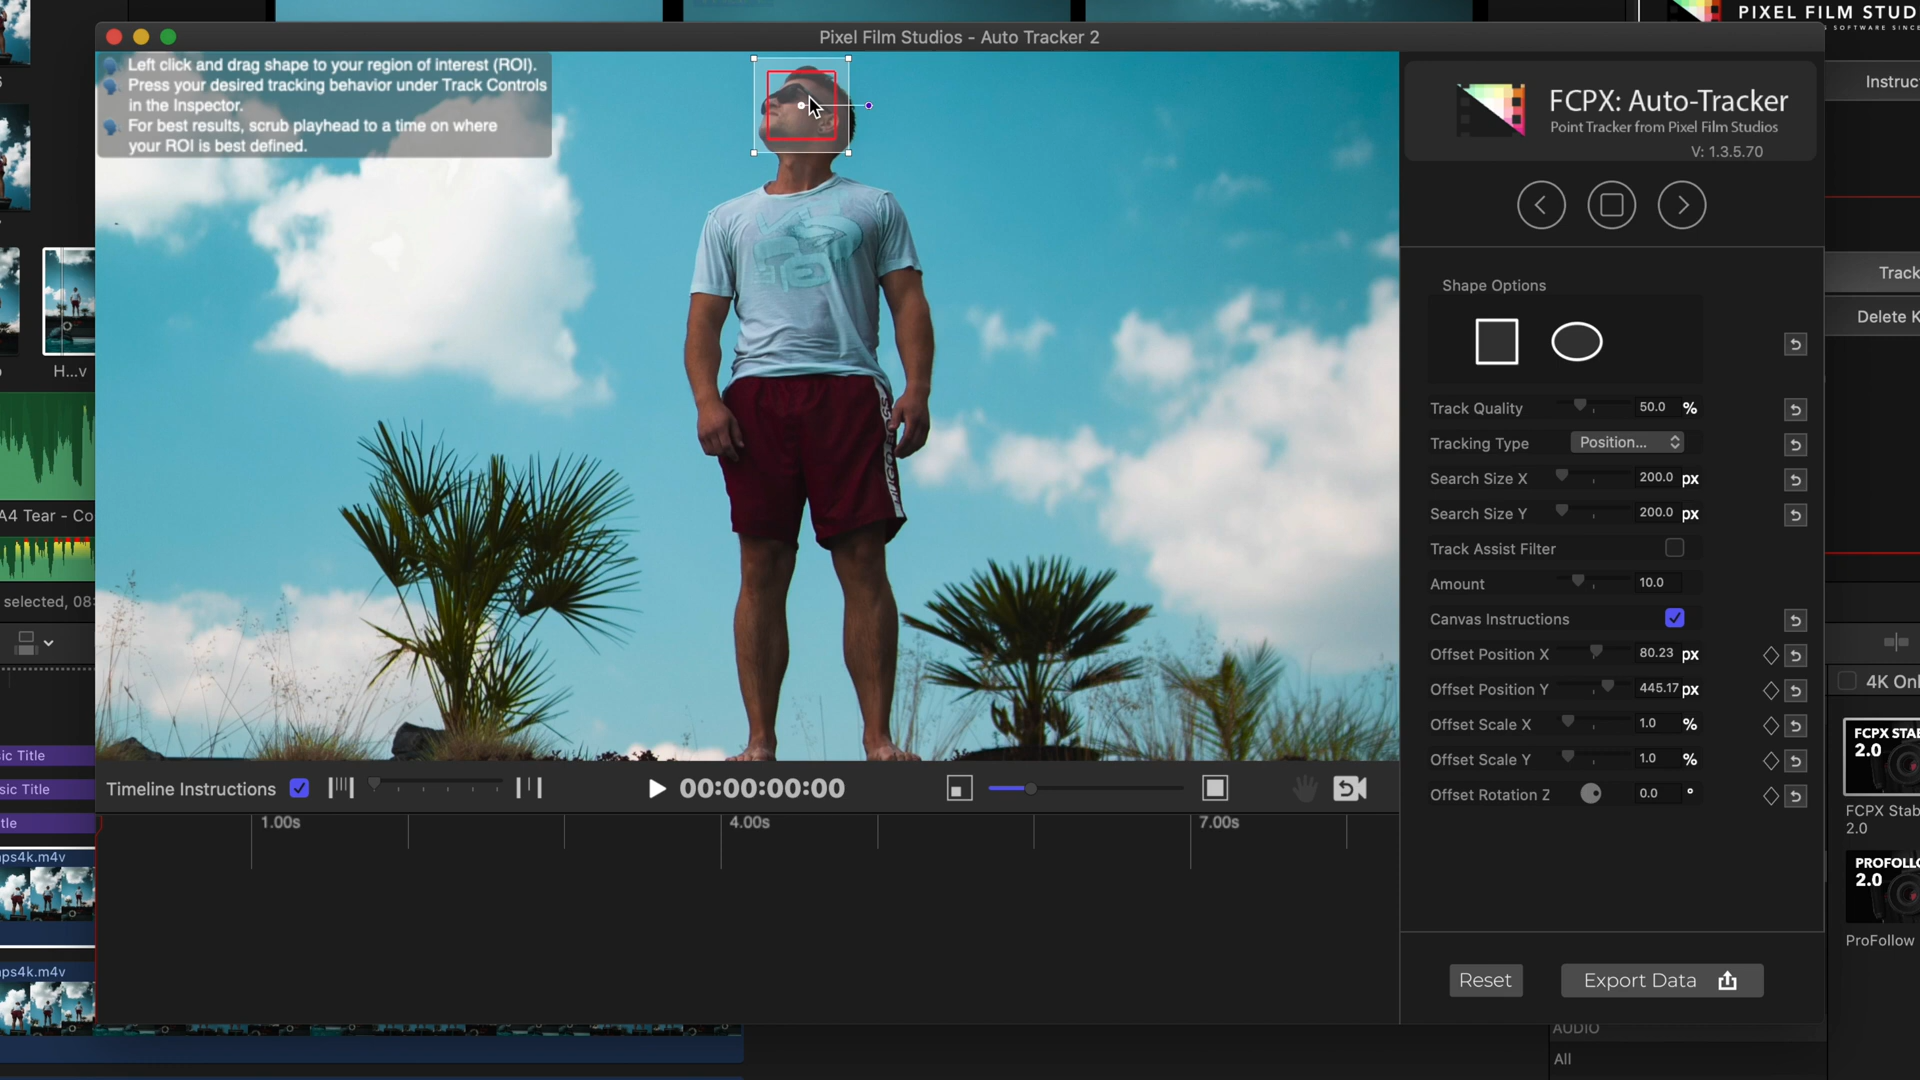 PIXEL FILM STUD
SOFTWARE SINCE
Pixel Film Studios - Auto Tracker 2
Left click and drag shape to your region of interest (ROI).
Press your desired tracking behavior under Track Controls
in the Inspector.
For best results, scrub playhead to a time on where
your ROI is best defined.
FCPX: Auto-Tracker
Point Tracker from Pixel Film Studios
V: 1.3.5.70
Instruc
Track
Delete K
Shape Options
Track Quality 50.0 %
Tracking Type Position...
Search Size X 200.0 px
Search Size Y 200.0 px
Track Assist Filter
Amount 10.0
Canvas Instructions
Offset Position X 80.23 px
Offset Position Y 445.17 px
Offset Scale X 1.0 %
Offset Scale Y 1.0 %
Offset Rotation Z 0.0 °
Reset
Export Data
H...v
A4 Tear - Co
selected, 08:
sic Title
sic Title
tle
ps4k.m4v
ps4k.m4v
Timeline Instructions
00:00:00:00
1.00s
4.00s
7.00s
4K Onl
FCPX STAB
2.0
FCPX Stab
2.0
PROFOLLO
2.0
ProFollow
AUDIO
All